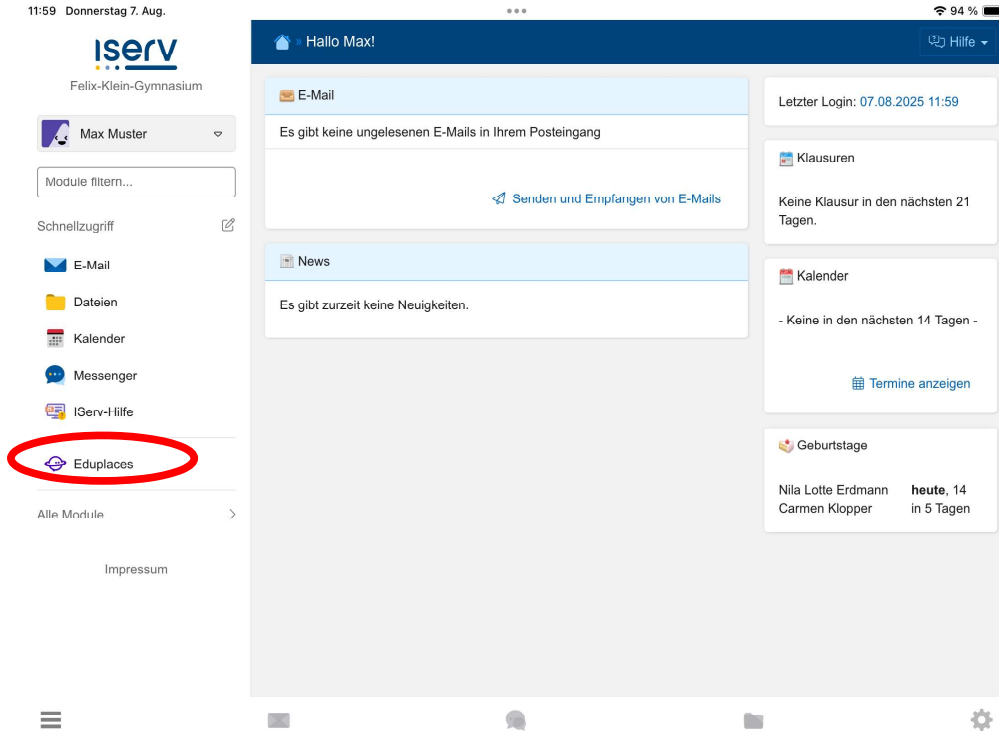 11:59 Donnerstag 7. Aug.
94 %
IServ
Felix-Klein-Gymnasium
Max Muster
Module filtern...
Schnellzugriff
E-Mail
Dateien
Kalender
Messenger
IServ-Hilfe
Eduplaces
Alle Module
Impressum
» Hallo Max!
Hilfe
E-Mail
Es gibt keine ungelesenen E-Mails in Ihrem Posteingang
Senden und Empfangen von E-Mails
News
Es gibt zurzeit keine Neuigkeiten.
Letzter Login: 07.08.2025 11:59
Klausuren
Keine Klausur in den nächsten 21
Tagen.
Kalender
- Keine in den nächsten 14 Tagen -
Termine anzeigen
Geburtstage
Nila Lotte Erdmann heute, 14
Carmen Klopper in 5 Tagen